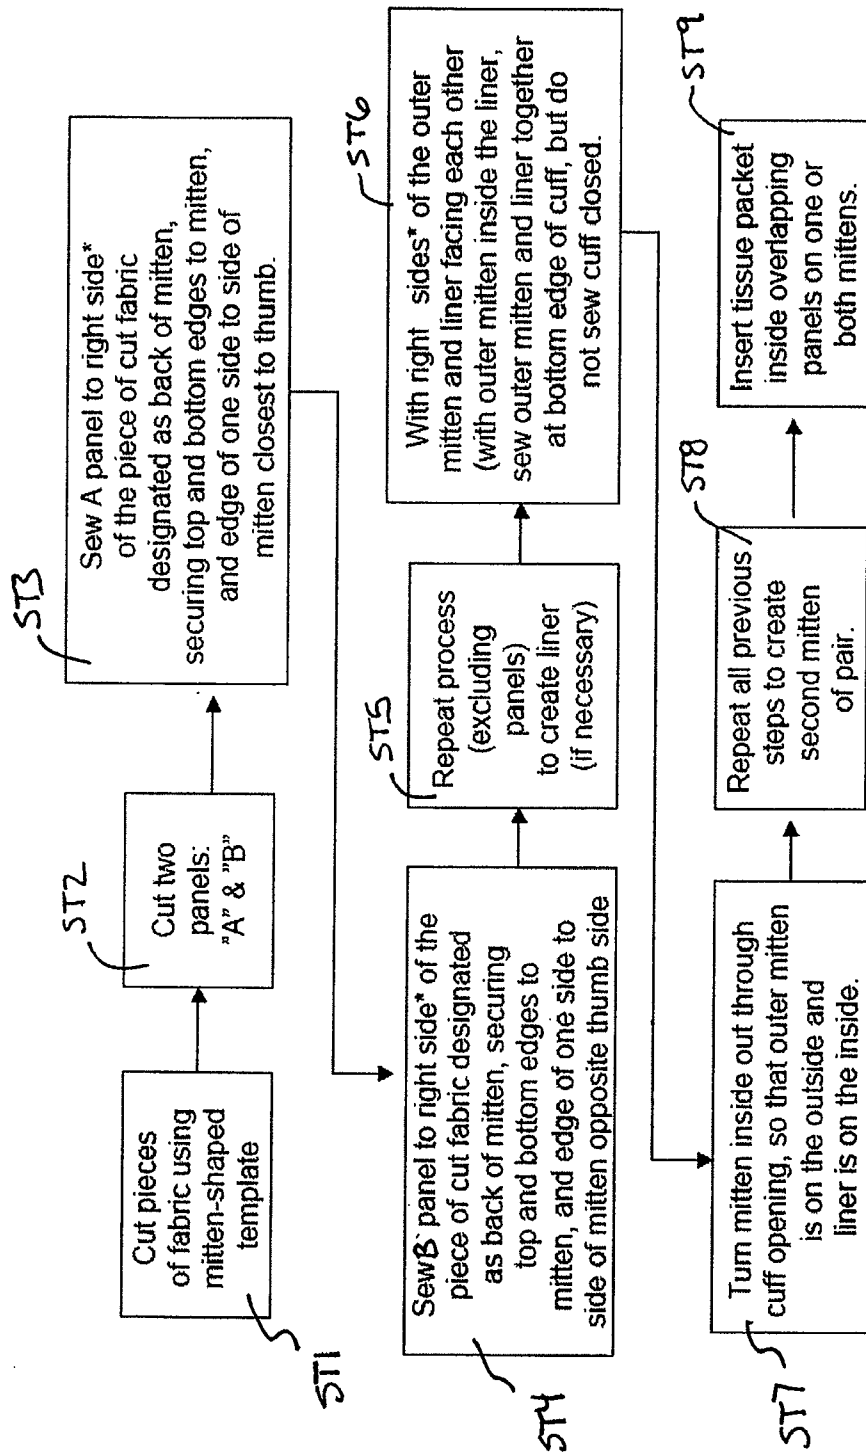 ST1
Cut pieces
of fabric using
mitten-shaped
template
ST2
Cut two
panels:
"A" & "B"
ST3
Sew A panel to right side*
of the piece of cut fabric
designated as back of mitten,
securing top and bottom edges to mitten,
and edge of one side to side of
mitten closest to thumb.
ST4
Sew B panel to right side* of the
piece of cut fabric designated
as back of mitten, securing
top and bottom edges to
mitten, and edge of one side to
side of mitten opposite thumb side
ST5
Repeat process
(excluding
panels)
to create liner
(if necessary)
ST6
With right sides* of the outer
mitten and liner facing each other
(with outer mitten inside the liner,
sew outer mitten and liner together
at bottom edge of cuff, but do
not sew cuff closed.
ST7
Turn mitten inside out through
cuff opening, so that outer mitten
is on the outside and
liner is on the inside.
ST8
Repeat all previous
steps to create
second mitten
of pair.
ST9
Insert tissue packet
inside overlapping
panels on one or
both mittens.